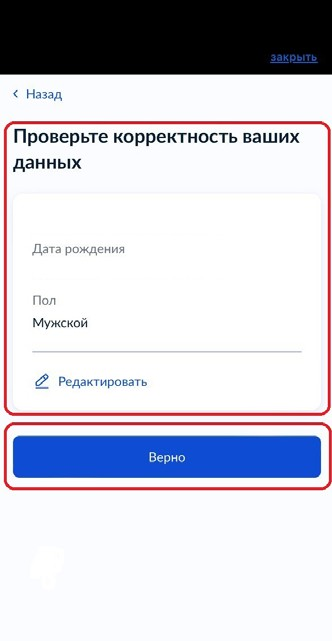 закрыть
Назад
Проверьте корректность ваших
данных
Дата рождения
Пол
Мужской
Редактировать
Верно